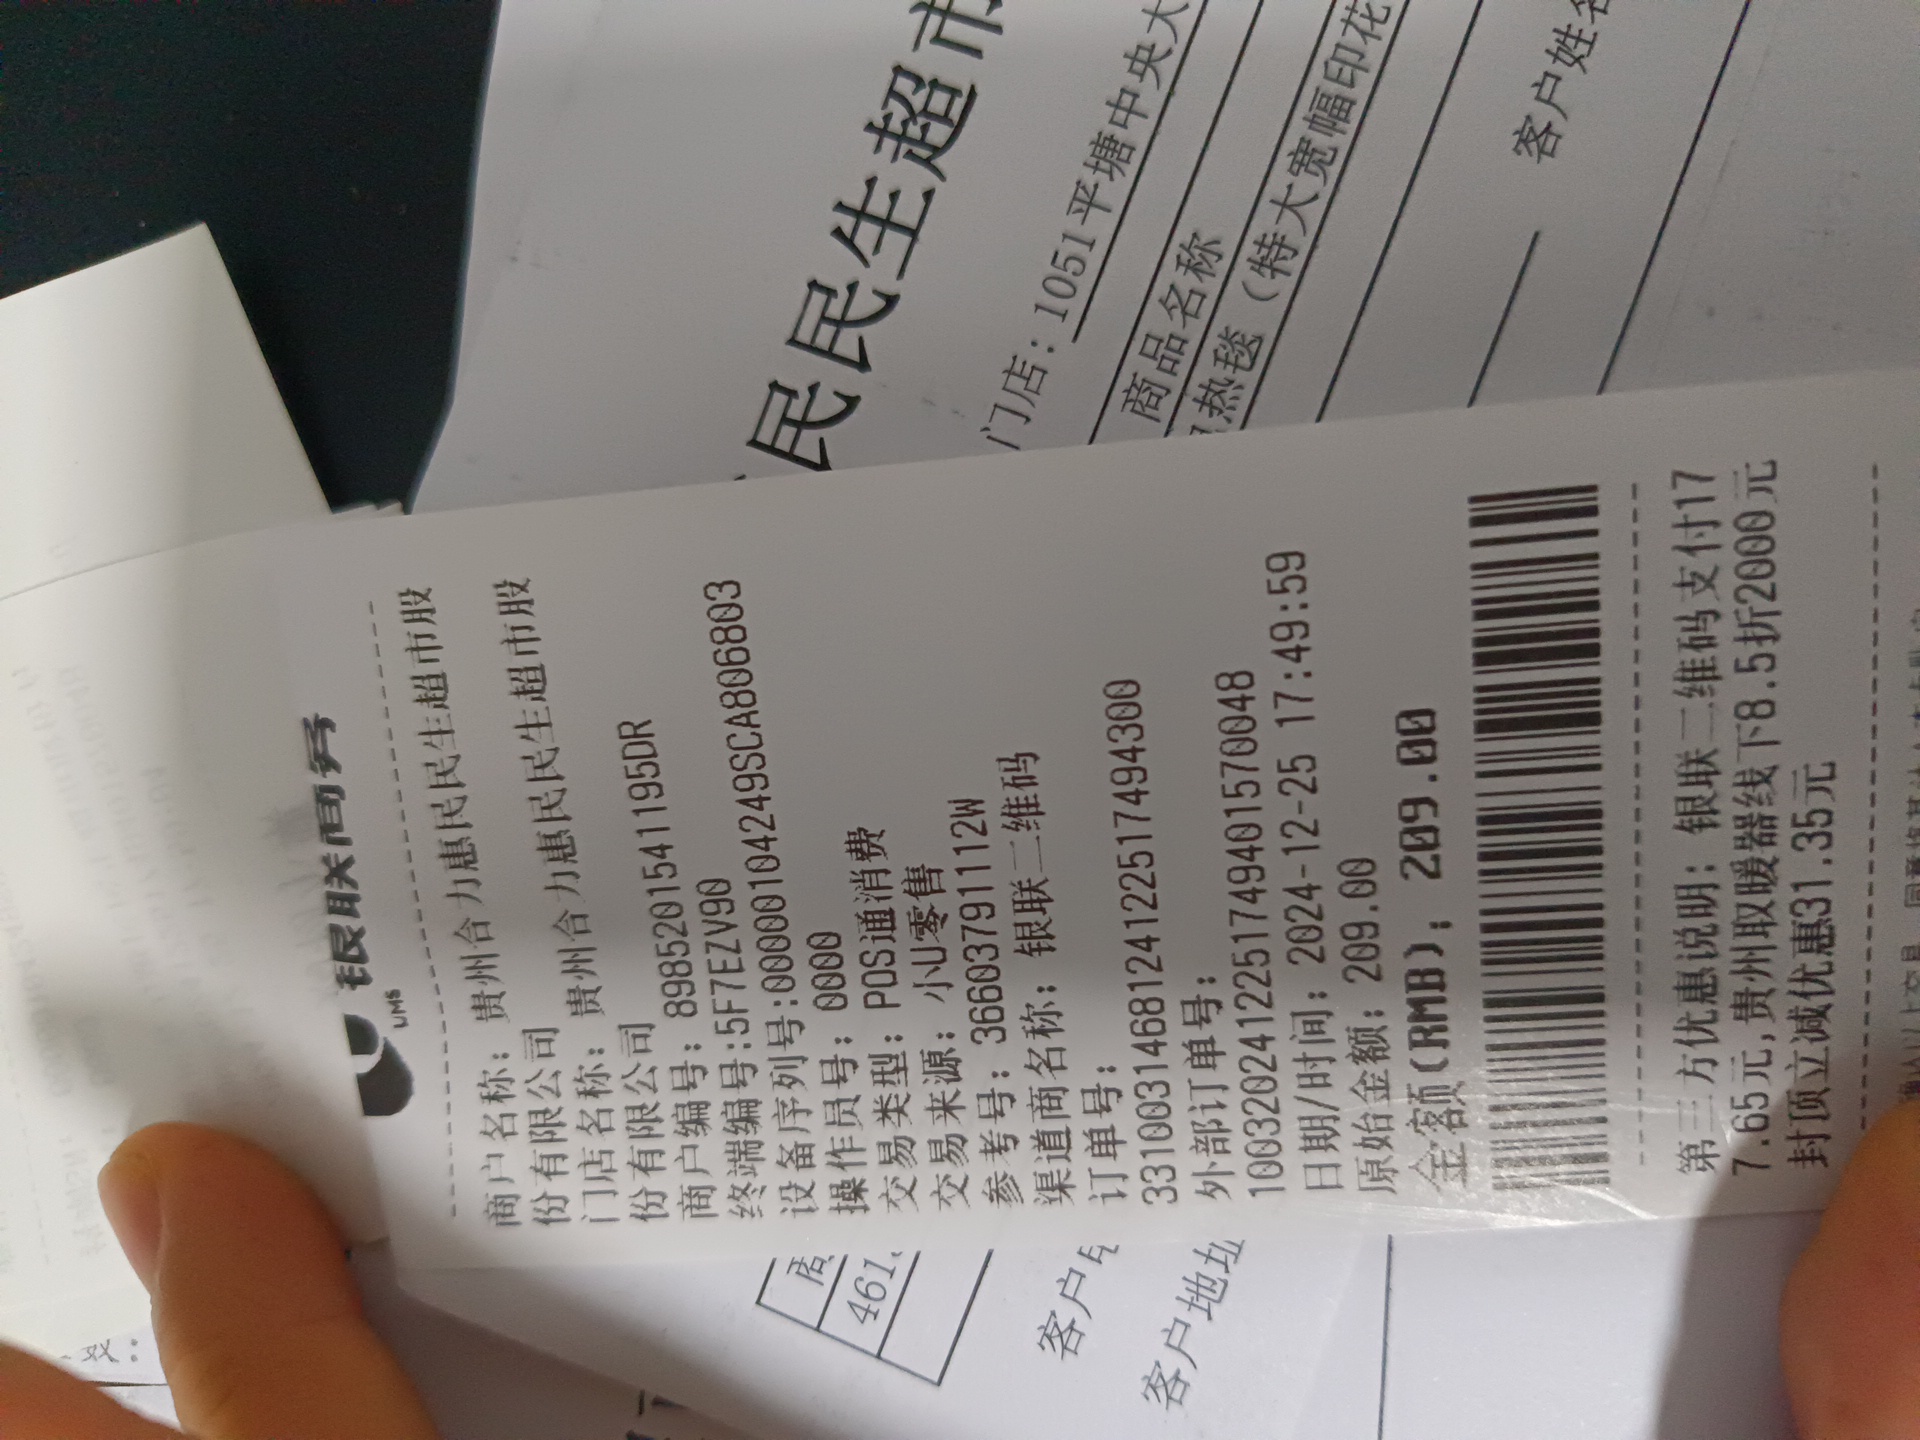 银联商务
UMS
商户名称: 贵州合力惠民民生超市股
份有限公司
门店名称: 贵州合力惠民民生超市股
份有限公司
商户编号: 89852015541195DR
终端编号:5F7EZV90
设备序列号:00000104249SCA806803
操作员号: 0000
交易类型: POS通消费
交易来源: 小U零售
参考号: 36603791112W
渠道商名称: 银联二维码
订单号:
33100314681241225174943​00
外部订单号:
10032024122517494015​70048
日期/时间: 2024-12-25 17:49:59
原始金额: 209.00
金额(RMB): 209.00
第三方优惠说明: 银联二维码支付17
7.65元,贵州取暖器线下8.5折2000元
封顶立减优惠31.35元
民民生超市
门店: 1051平塘中央大
商品名称
热毯(特大宽幅印花
客户姓名
461.
客户
客户地址